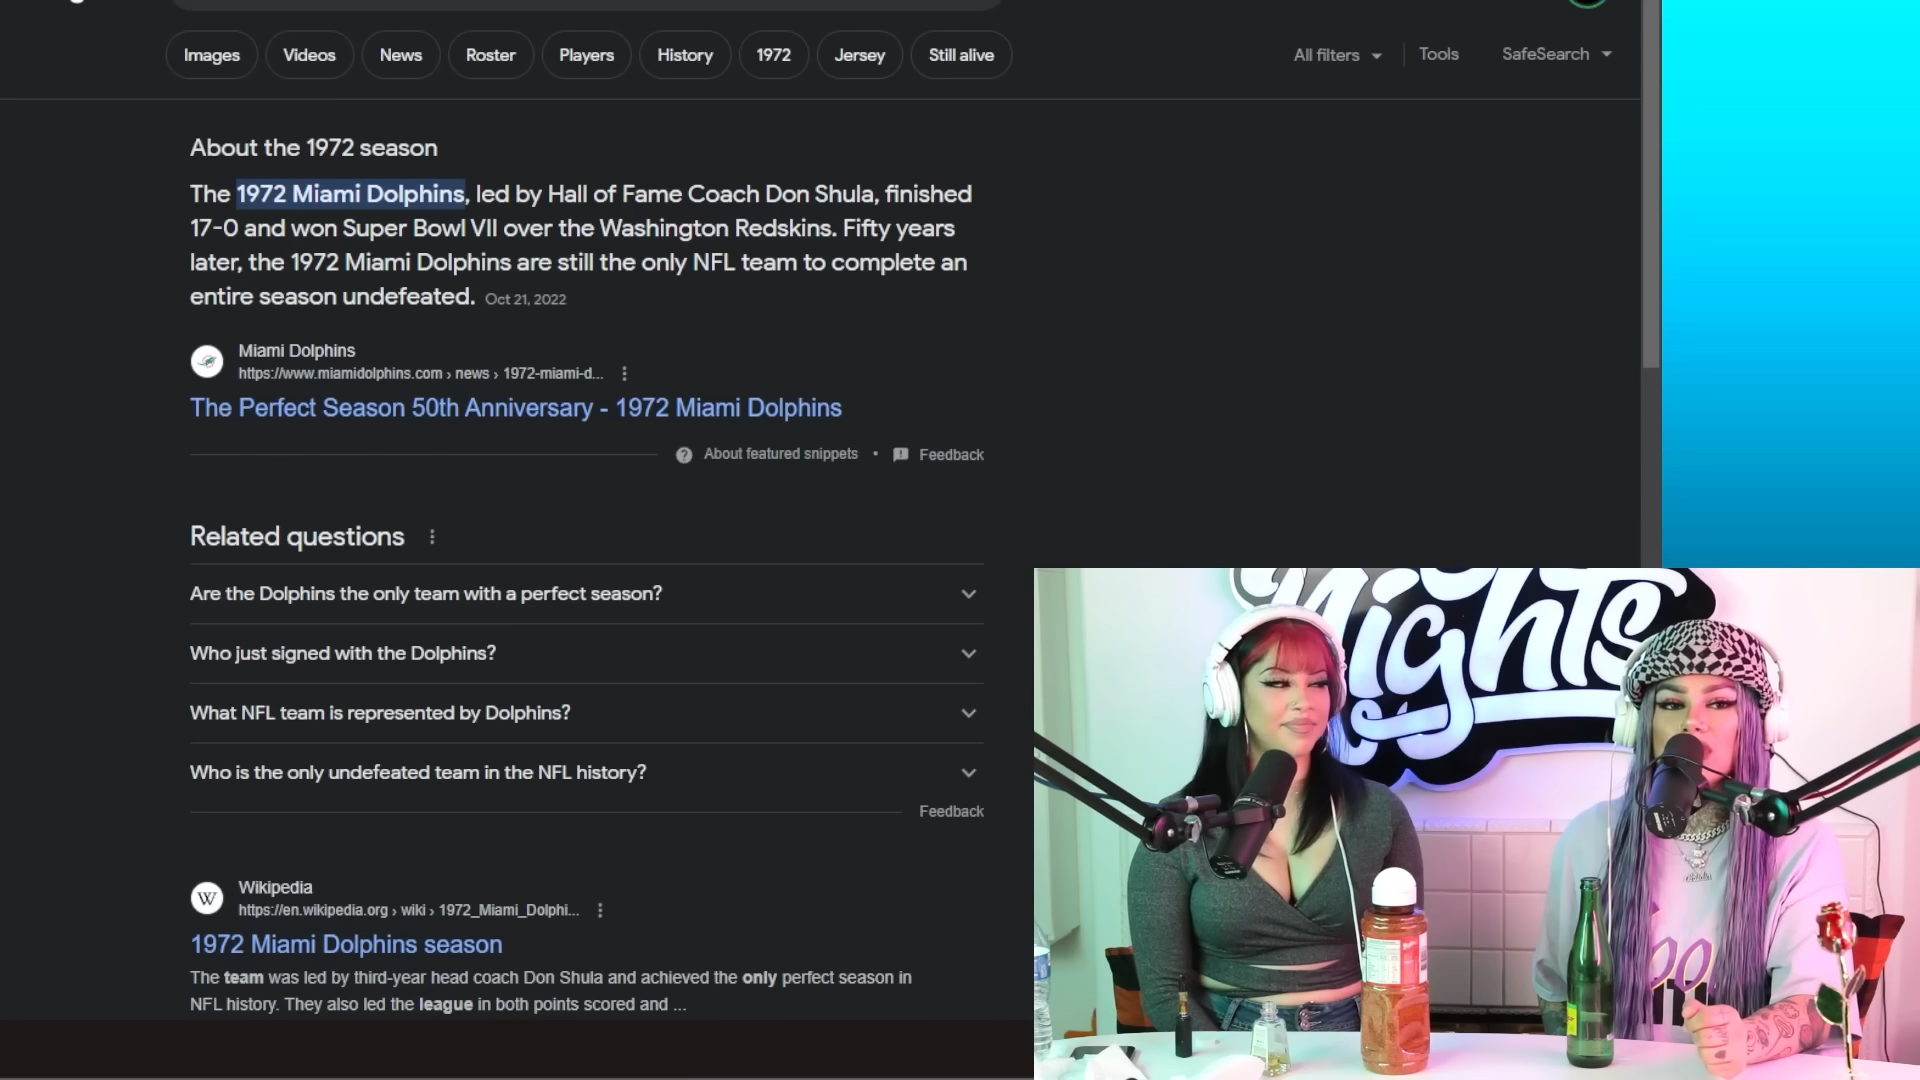 Images Videos News Roster Players History 1972 Jersey Still alive All filters Tools SafeSearch
About the 1972 season
The 1972 Miami Dolphins, led by Hall of Fame Coach Don Shula, finished
17-0 and won Super Bowl VII over the Washington Redskins. Fifty years
later, the 1972 Miami Dolphins are still the only NFL team to complete an
entire season undefeated. Oct 21, 2022
Miami Dolphins
https://www.miamidolphins.com › news › 1972-miami-d...
The Perfect Season 50th Anniversary - 1972 Miami Dolphins
About featured snippets • Feedback
Related questions
Are the Dolphins the only team with a perfect season?
Who just signed with the Dolphins?
What NFL team is represented by Dolphins?
Who is the only undefeated team in the NFL history?
Feedback
W
Wikipedia
https://en.wikipedia.org › wiki › 1972_Miami_Dolphi...
1972 Miami Dolphins season
The team was led by third-year head coach Don Shula and achieved the only perfect season in
NFL history. They also led the league in both points scored and ...
Nights